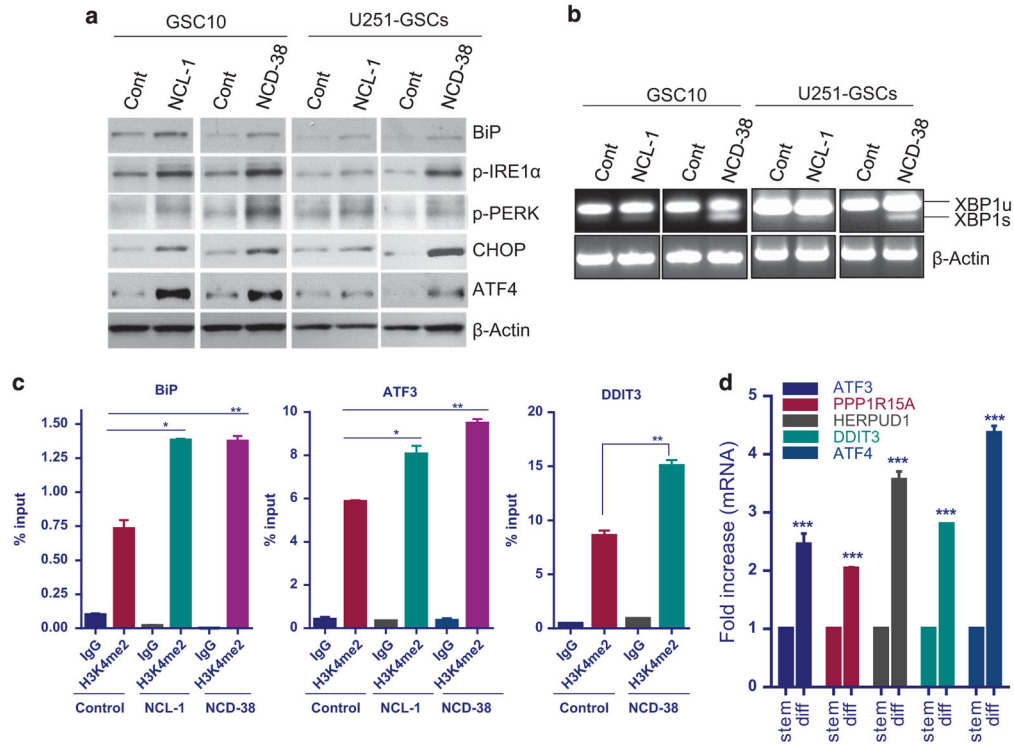 a
GSC10 U251-GSCs
Cont NCL-1 Cont NCD-38 Cont NCL-1 Cont NCD-38
BiP
p-IRE1α
p-PERK
CHOP
ATF4
β-Actin
b
GSC10 U251-GSCs
Cont NCL-1 Cont NCD-38 Cont NCL-1 Cont NCD-38
XBP1u
XBP1s
β-Actin
c
BiP
% input
1.50
1.25
1.00
0.75
0.50
0.25
0.00
*
**
IgG H3K4me2 IgG H3K4me2 IgG H3K4me2
Control NCL-1 NCD-38
ATF3
% input
10
8
6
4
2
0
*
**
IgG H3K4me2 IgG H3K4me2 IgG H3K4me2
Control NCL-1 NCD-38
DDIT3
% input
20
15
10
5
0
**
IgG H3K4me2 IgG H3K4me2
Control NCD-38
d
ATF3
PPP1R15A
HERPUD1
DDIT3
ATF4
Fold increase (mRNA)
5
4
3
2
1
0
*** *** *** *** ***
stem diff stem diff stem diff stem diff stem diff